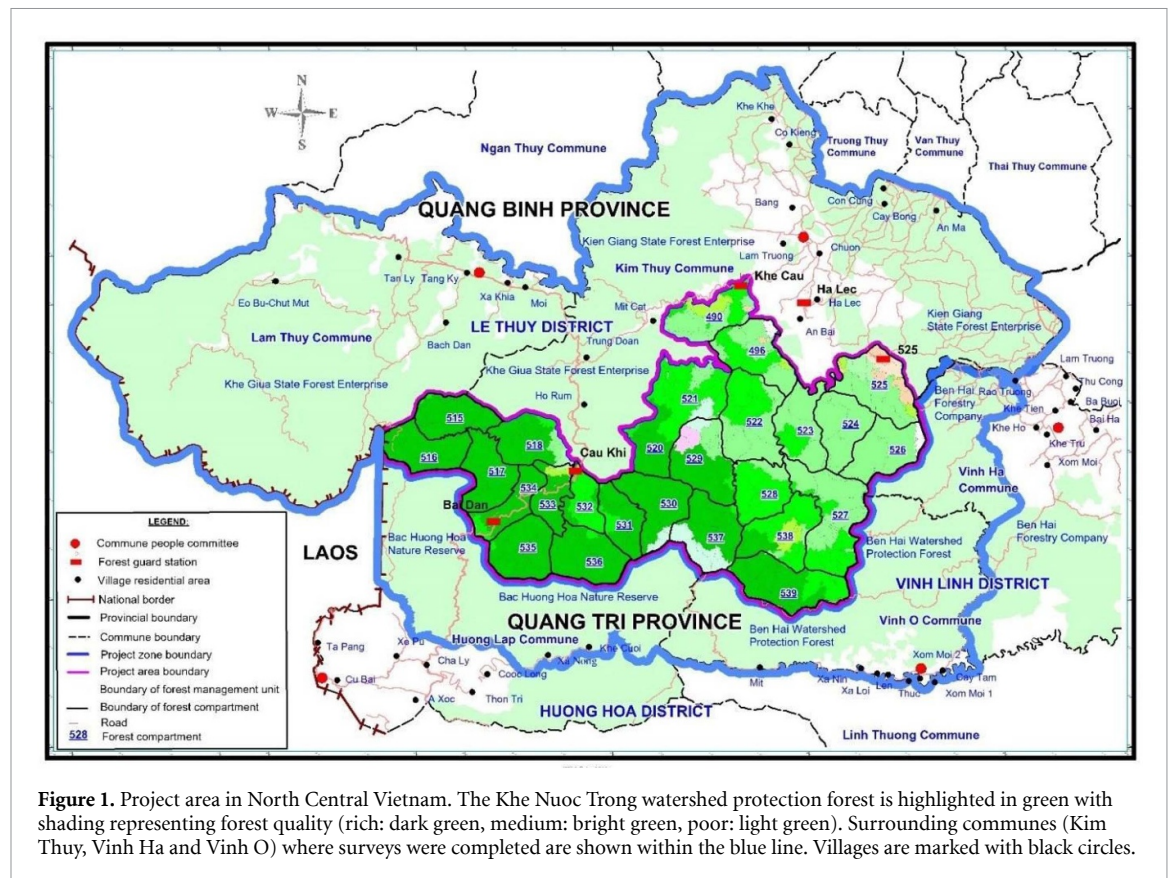 N
W E
S
Khe Khe
Co Kieng
Ngan Thuy Commune
Truong Thuy
Commune
Van Thuy
Commune
Thai Thuy Commune
QUANG BINH PROVINCE
Bang
Con Cung
Cay Bong
An Ma
Kien Giang State Forest Enterprise
Lam Truong
Chuon
Tan Ly
Tang Ky
Kim Thuy Commune
Khe Cau
Eo Bu-Chut Mut
Xa Khia
Moi
Ha Lec
Ha Lec
Mit Cat
490
An Bai
Kien Giang
State Forest Enterprise
LE THUY DISTRICT
Lam Thuy Commune
Bach Dan
Trung Doan
496
525
Lam Truong
Khe Giua State Forest Enterprise
Khe Giua State Forest Enterprise
525
Ben Hai
Forestry
Company
Rao Truong
Thu Cong
Ba Buoi
Ho Rum
521
522
523
524
Khe Tien
Bai Ha
515
518
Cau Khi
520
529
526
Khe Ho
Khe Tru
516
517
Xom Moi
534
533
532
528
Vinh Ha
Commune
Bai Dan
531
530
527
Ben Hai
Forestry Company
LAOS
Bac Huong Hoa
Nature Reserve
535
536
537
538
Ben Hai Watershed
Protection Forest
539
VINH LINH DISTRICT
Bac Huong Hoa Nature Reserve
QUANG TRI PROVINCE
Ben Hai Watershed
Protection Forest
Vinh O Commune
Ta Pang
Xe Pu
Huong Lap Commune
Khe Cuoi
Xa Nong
Cha Ly
Cooc Long
Cu Bai
Mit
Xa Nin
Xa Loi
Len
Thuc
Xom Moi 2
Cay Tam
Xom Moi 1
A Xoc
Thon Tri
HUONG HOA DISTRICT
Linh Thuong Commune
LEGEND:
Commune people committee
Forest guard station
Village residential area
National border
Provincial boundary
Commune boundary
Project zone boundary
Project area boundary
Boundary of forest management unit
Boundary of forest compartment
Road
528 Forest compartment
Figure 1. Project area in North Central Vietnam. The Khe Nuoc Trong watershed protection forest is highlighted in green with
shading representing forest quality (rich: dark green, medium: bright green, poor: light green). Surrounding communes (Kim
Thuy, Vinh Ha and Vinh O) where surveys were completed are shown within the blue line. Villages are marked with black circles.